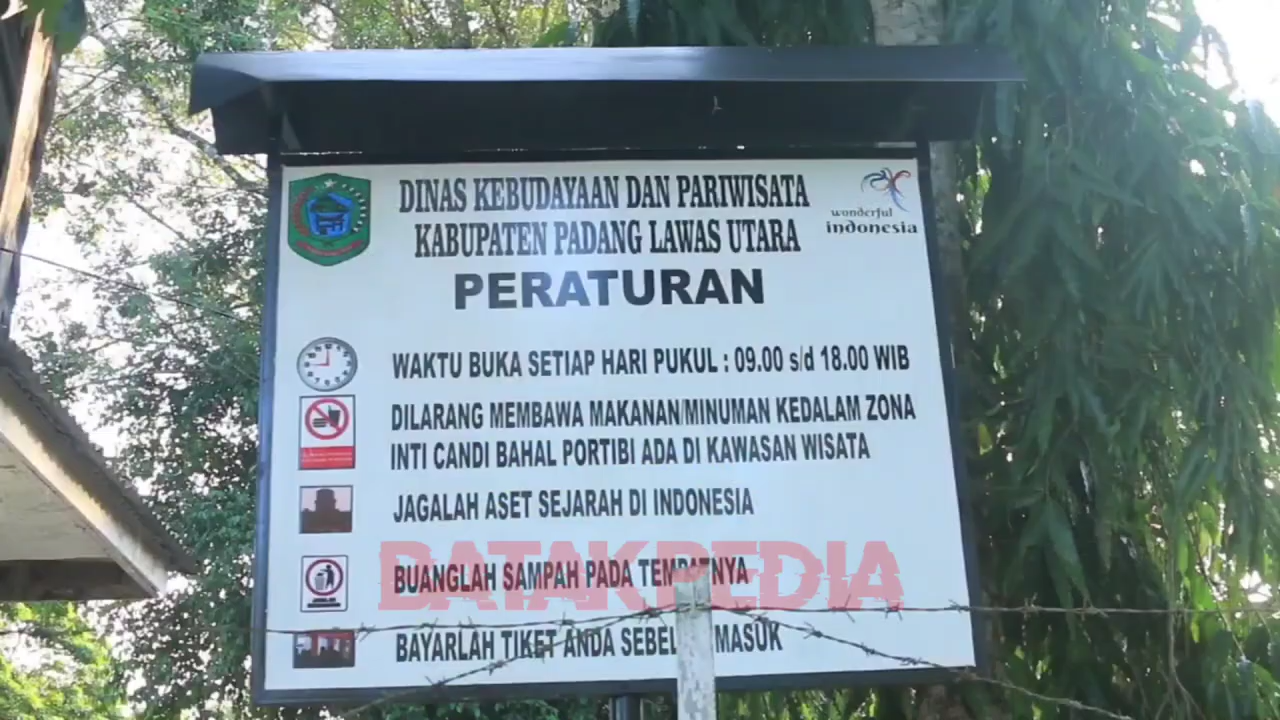 DINAS KEBUDAYAAN DAN PARIWISATA
KABUPATEN PADANG LAWAS UTARA
wonderful
indonesia
PERATURAN
WAKTU BUKA SETIAP HARI PUKUL : 09.00 s/d 18.00 WIB
DILARANG MEMBAWA MAKANAN/MINUMAN KEDALAM ZONA
INTI CANDI BAHAL PORTIBI ADA DI KAWASAN WISATA
JAGALAH ASET SEJARAH DI INDONESIA
BUANGLAH SAMPAH PADA TEMPATNYA
BATAKPEDIA
BAYARLAH TIKET ANDA MASUK